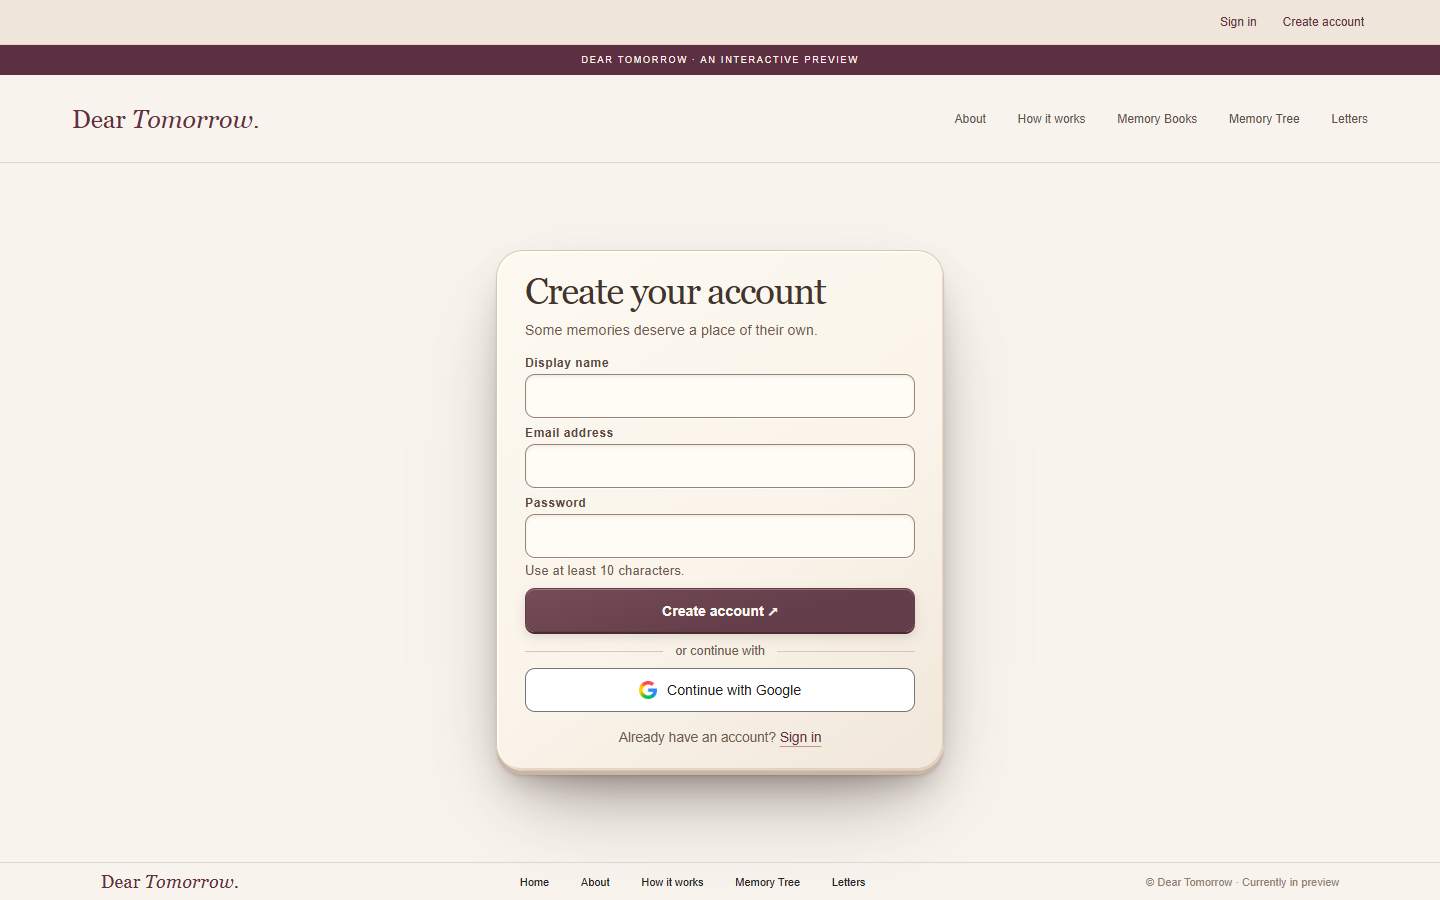 Sign in Create account
DEAR TOMORROW · AN INTERACTIVE PREVIEW
Dear Tomorrow.
About How it works Memory Books Memory Tree Letters
Create your account
Some memories deserve a place of their own.
Display name
Email address
Password
Use at least 10 characters.
Create account ↗
or continue with
Continue with Google
Already have an account? Sign in
Dear Tomorrow.
Home About How it works Memory Tree Letters
© Dear Tomorrow · Currently in preview